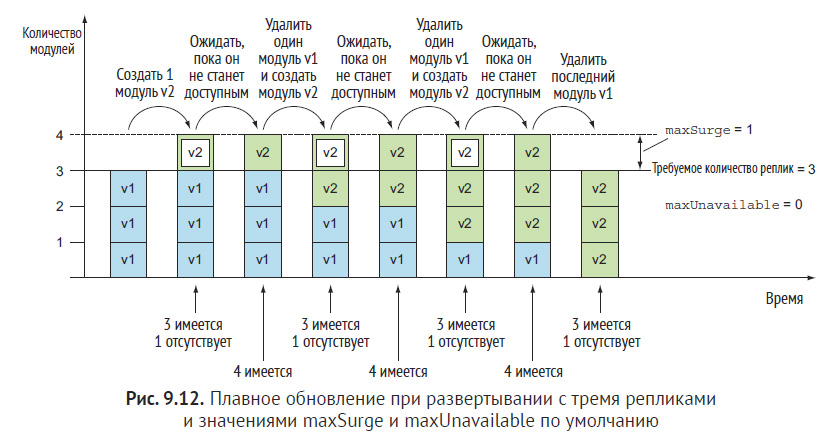 Количество
модулей
Создать 1
модуль v2
Ожидать,
пока он
не станет
доступным
Удалить
один
модуль v1
и создать
модуль v2
Ожидать,
пока он
не станет
доступным
Удалить
один
модуль v1
и создать
модуль v2
Ожидать,
пока он
не станет
доступным
Удалить
последний
модуль v1
4
3
2
1
v2 v2 v2 v2 v2 v2
v1 v1 v1 v2 v2 v2 v2 v2
v1 v1 v1 v1 v1 v2 v2 v2
v1 v1 v1 v1 v1 v1 v1 v2
maxSurge = 1
Требуемое количество реплик = 3
maxUnavailable = 0
Время
3 имеется
1 отсутствует
4 имеется
3 имеется
1 отсутствует
4 имеется
3 имеется
1 отсутствует
4 имеется
3 имеется
1 отсутствует
Рис. 9.12. Плавное обновление при развертывании с тремя репликами
и значениями maxSurge и maxUnavailable по умолчанию